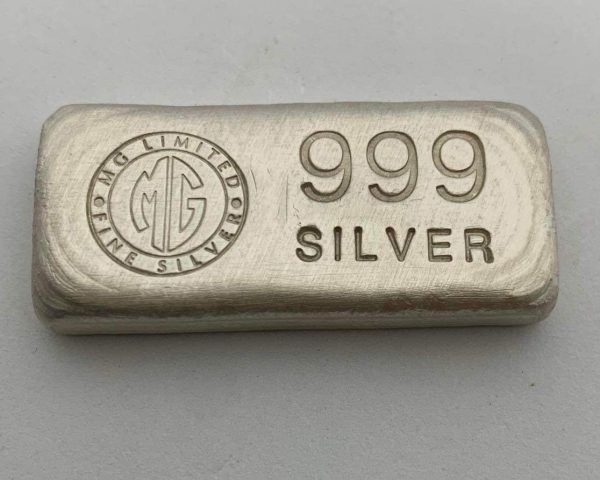 MG LIMITED
MG
FINE SILVER
999
SILVER